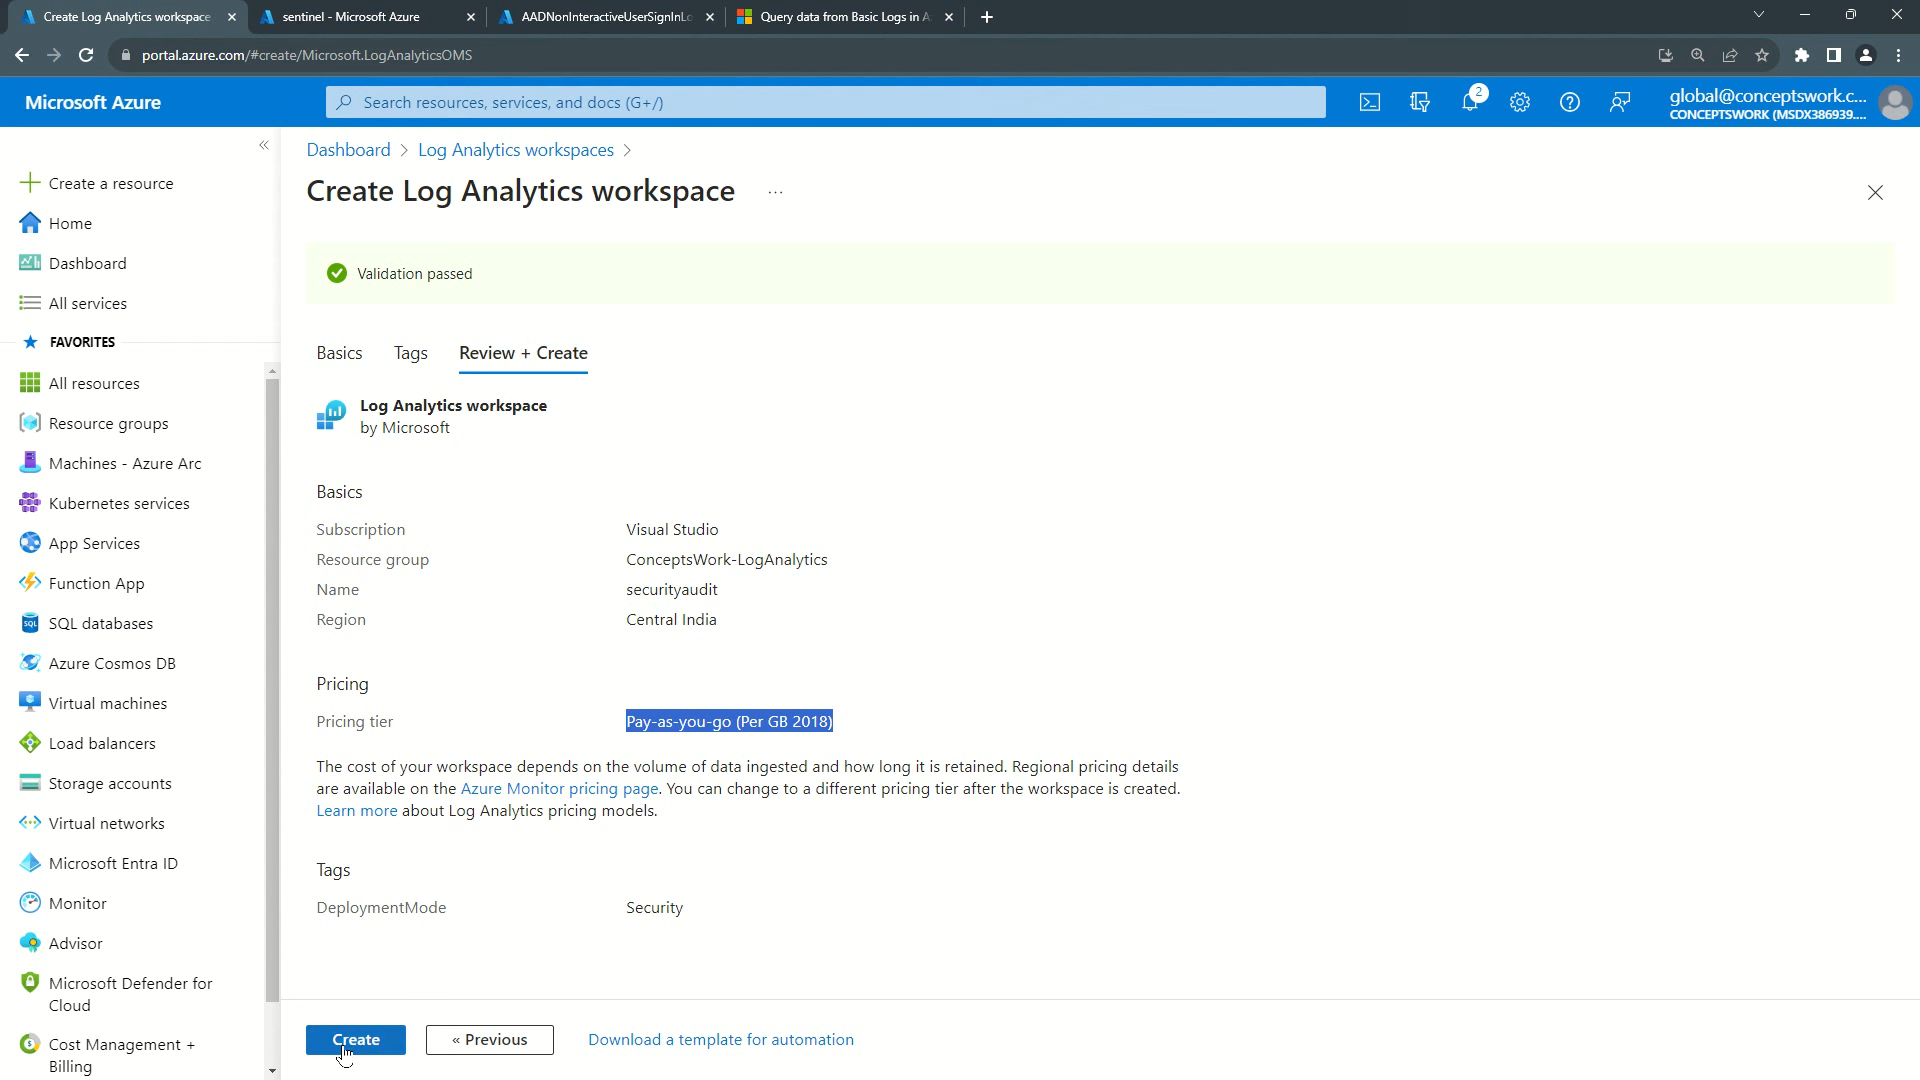 Create Log Analytics workspace
sentinel - Microsoft Azure
AADNonInteractiveUserSignInLo
Query data from Basic Logs in A
portal.azure.com/#create/Microsoft.LogAnalyticsOMS
Microsoft Azure
Search resources, services, and docs (G+/)
2
global@conceptswork.c...
CONCEPTSWORK (MSDX386939....
Dashboard > Log Analytics workspaces >
Create Log Analytics workspace ...
Create a resource
Home
Dashboard
All services
FAVORITES
All resources
Resource groups
Machines - Azure Arc
Kubernetes services
App Services
Function App
SQL databases
Azure Cosmos DB
Virtual machines
Load balancers
Storage accounts
Virtual networks
Microsoft Entra ID
Monitor
Advisor
Microsoft Defender for
Cloud
Cost Management +
Billing
Validation passed
Basics
Tags
Review + Create
Log Analytics workspace
by Microsoft
Basics
Subscription Visual Studio
Resource group ConceptsWork-LogAnalytics
Name securityaudit
Region Central India
Pricing
Pricing tier Pay-as-you-go (Per GB 2018)
The cost of your workspace depends on the volume of data ingested and how long it is retained. Regional pricing details
are available on the Azure Monitor pricing page. You can change to a different pricing tier after the workspace is created.
Learn more about Log Analytics pricing models.
Tags
DeploymentMode Security
Create
« Previous
Download a template for automation